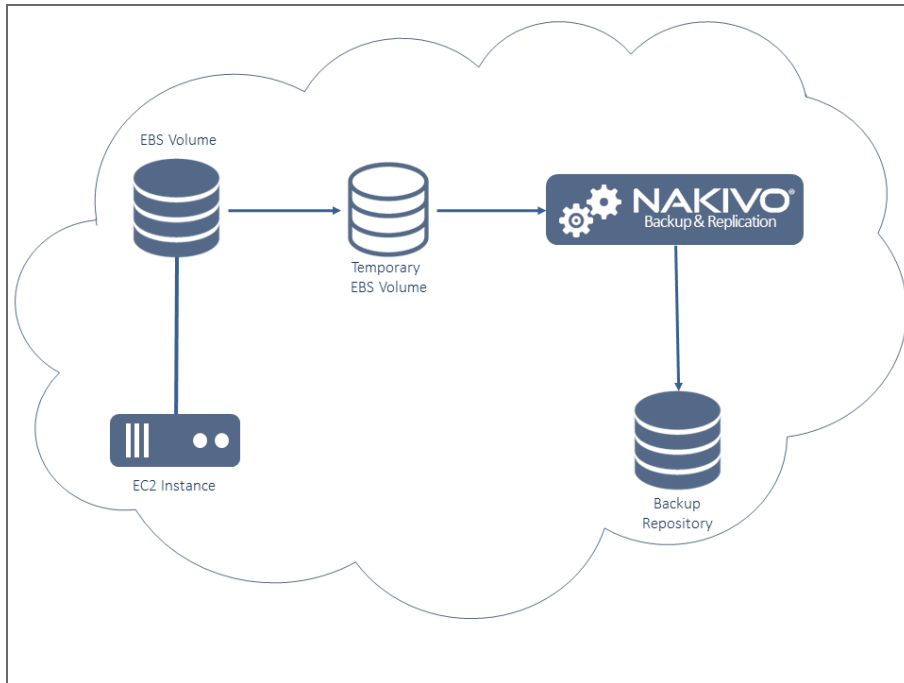 EBS Volume
Temporary
EBS Volume
NAKIVO®
Backup & Replication
EC2 Instance
Backup
Repository